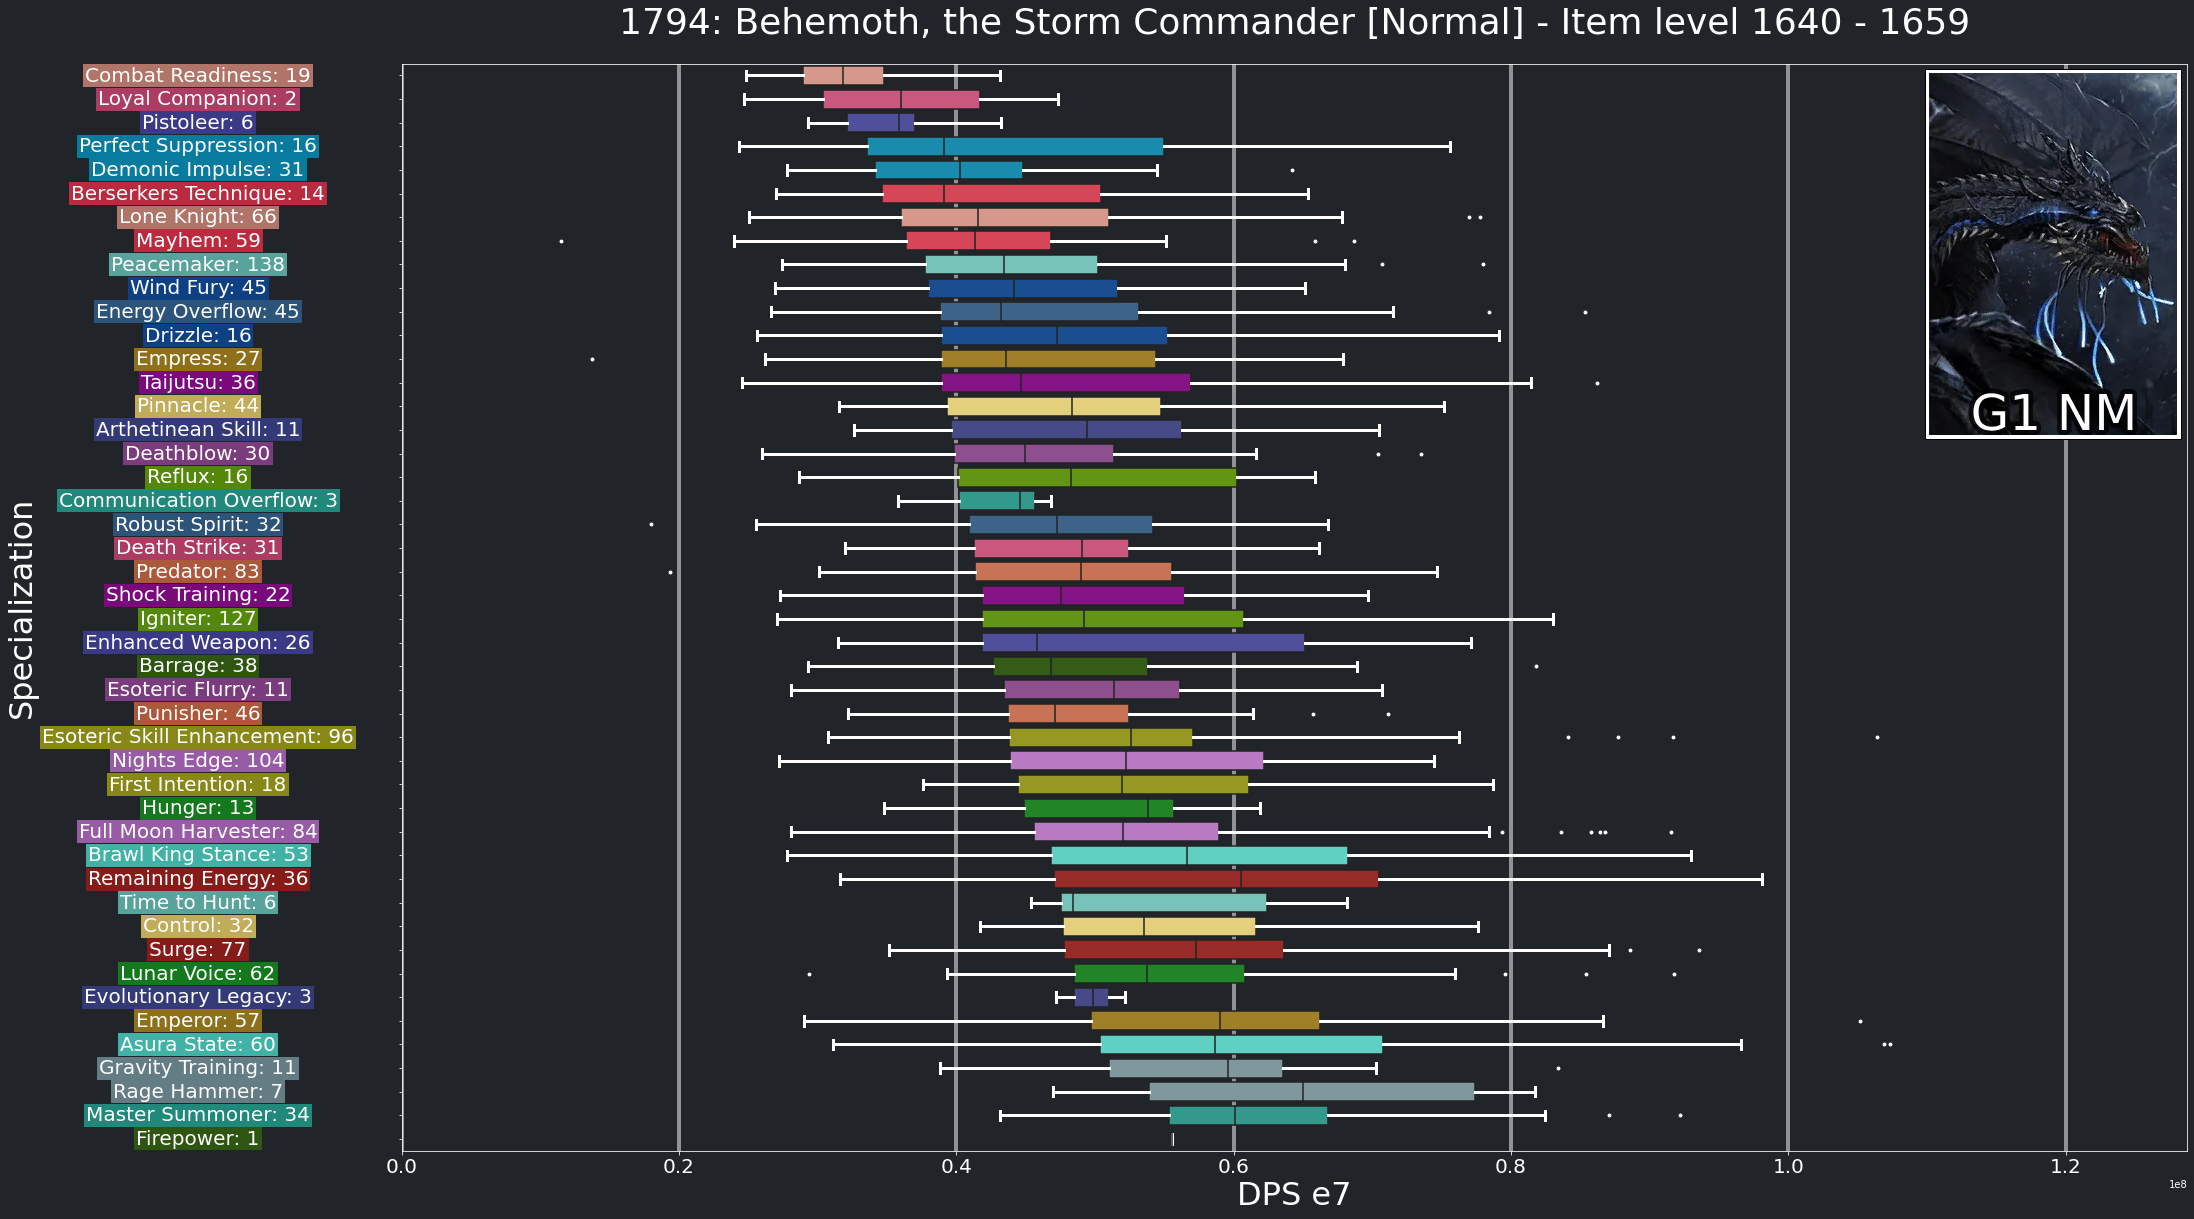 1794: Behemoth, the Storm Commander [Normal] - Item level 1640 - 1659
Combat Readiness: 19
Loyal Companion: 2
Pistoleer: 6
Perfect Suppression: 16
Demonic Impulse: 31
Berserkers Technique: 14
Lone Knight: 66
Mayhem: 59
Peacemaker: 138
Wind Fury: 45
Energy Overflow: 45
Drizzle: 16
Empress: 27
Taijutsu: 36
Pinnacle: 44
Arthetinean Skill: 11
Deathblow: 30
Reflux: 16
Communication Overflow: 3
Robust Spirit: 32
Death Strike: 31
Predator: 83
Shock Training: 22
Igniter: 127
Enhanced Weapon: 26
Barrage: 38
Esoteric Flurry: 11
Punisher: 46
Esoteric Skill Enhancement: 96
Nights Edge: 104
First Intention: 18
Hunger: 13
Full Moon Harvester: 84
Brawl King Stance: 53
Remaining Energy: 36
Time to Hunt: 6
Control: 32
Surge: 77
Lunar Voice: 62
Evolutionary Legacy: 3
Emperor: 57
Asura State: 60
Gravity Training: 11
Rage Hammer: 7
Master Summoner: 34
Firepower: 1
Specialization
G1 NM
0.0 0.2 0.4 0.6 0.8 1.0 1.2
DPS e7
1e8